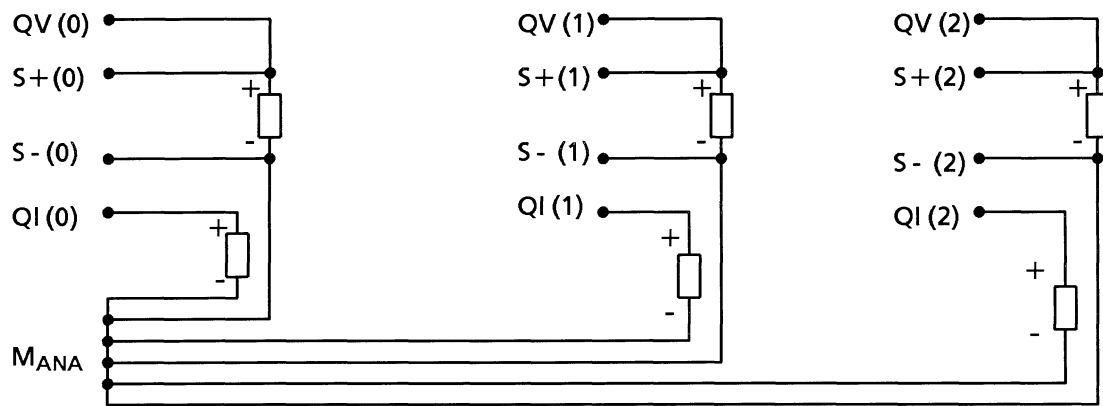 QV (0)
S+ (0)
+
-
S - (0)
QI (0)
+
-
QV (1)
S+ (1)
+
-
S - (1)
QI (1)
+
-
QV (2)
S+ (2)
+
-
S - (2)
QI (2)
+
-
MANA